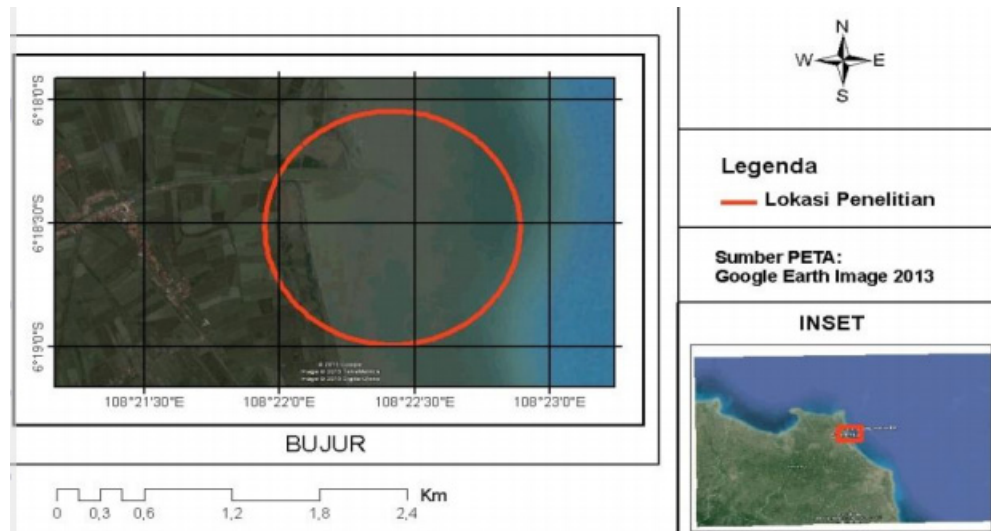 N
W E
S
Legenda
Lokasi Penelitian
Sumber PETA:
Google Earth Image 2013
INSET
6°18'0"S
6°18'30"S
6°19'0"S
108°21'30"E 108°22'0"E 108°22'30"E 108°23'0"E
BUJUR
Km
0 0,3 0,6 1,2 1,8 2,4